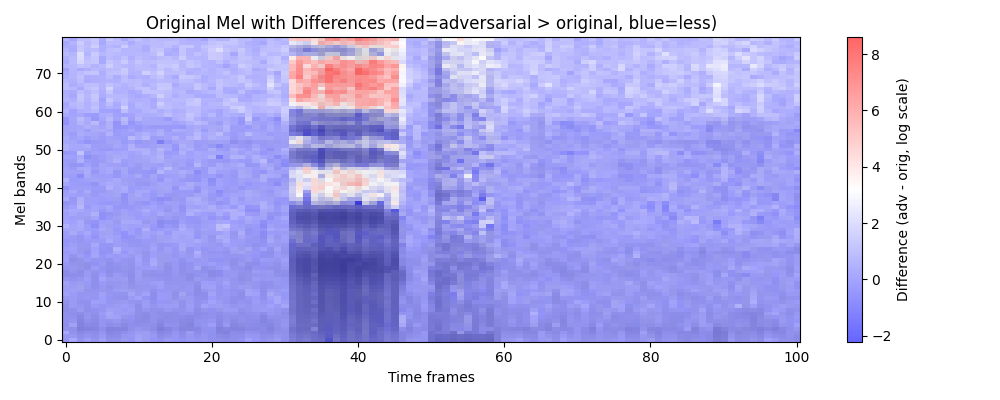 Original Mel with Differences (red=adversarial > original, blue=less)
Mel bands
70
60
50
40
30
20
10
0
0 20 40 60 80 100
Time frames
8
6
4
2
0
−2
Difference (adv - orig, log scale)